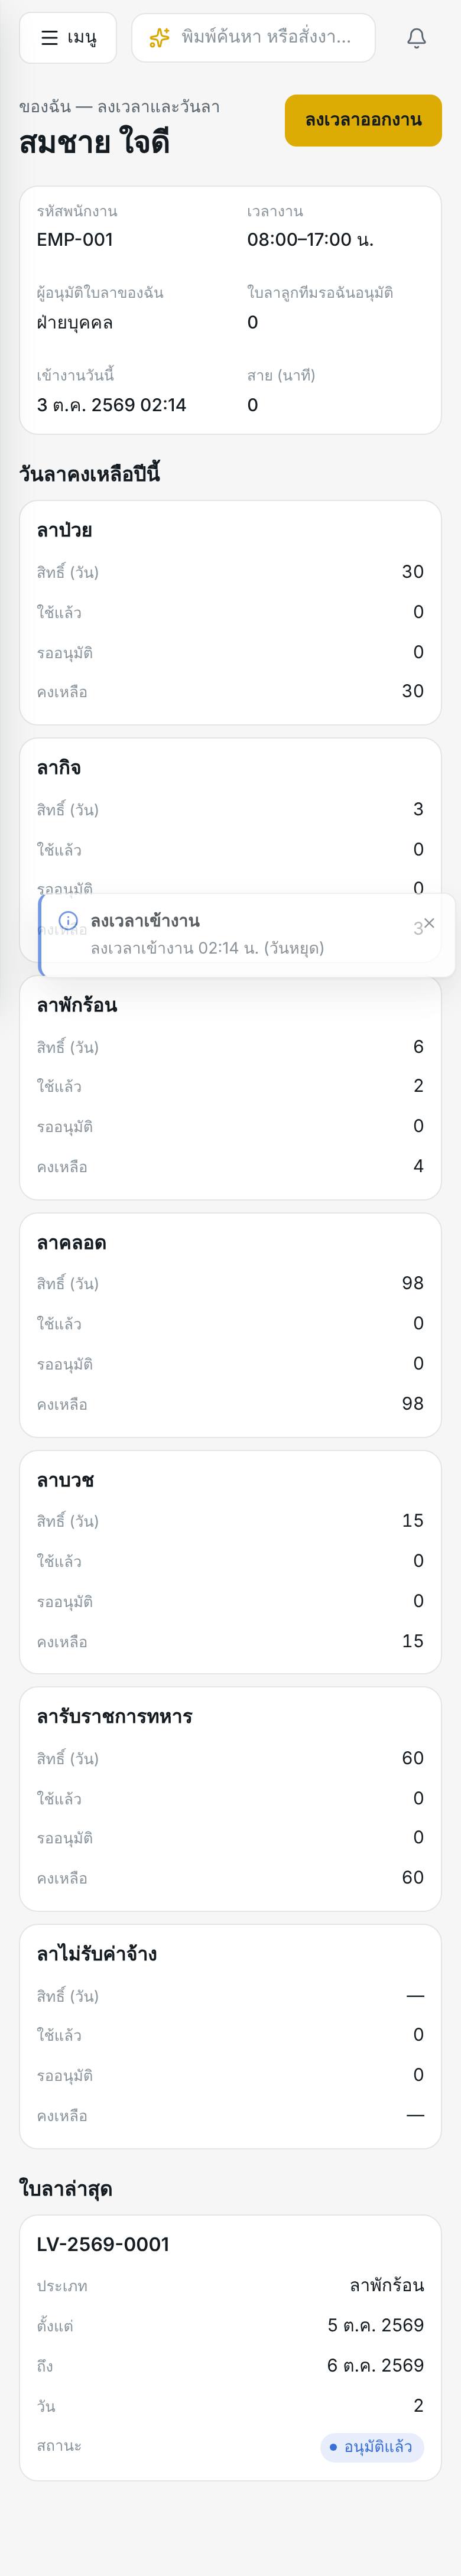 เมนู
พิมพ์ค้นหา หรือสั่งงา...
ของฉัน — ลงเวลาและวันลา
สมชาย ใจดี
ลงเวลาออกงาน
รหัสพนักงาน
EMP-001
เวลางาน
08:00–17:00 น.
ผู้อนุมัติใบลาของฉัน
ฝ่ายบุคคล
ใบลาลูกทีมรอฉันอนุมัติ
0
เข้างานวันนี้
3 ต.ค. 2569 02:14
สาย (นาที)
0
วันลาคงเหลือปีนี้
ลาป่วย
สิทธิ์ (วัน) 30
ใช้แล้ว 0
รออนุมัติ 0
คงเหลือ 30
ลากิจ
สิทธิ์ (วัน) 3
ใช้แล้ว 0
รออนุมัติ 0
คงเหลือ 3
ลงเวลาเข้างาน
ลงเวลาเข้างาน 02:14 น. (วันหยุด)
ลาพักร้อน
สิทธิ์ (วัน) 6
ใช้แล้ว 2
รออนุมัติ 0
คงเหลือ 4
ลาคลอด
สิทธิ์ (วัน) 98
ใช้แล้ว 0
รออนุมัติ 0
คงเหลือ 98
ลาบวช
สิทธิ์ (วัน) 15
ใช้แล้ว 0
รออนุมัติ 0
คงเหลือ 15
ลารับราชการทหาร
สิทธิ์ (วัน) 60
ใช้แล้ว 0
รออนุมัติ 0
คงเหลือ 60
ลาไม่รับค่าจ้าง
สิทธิ์ (วัน) —
ใช้แล้ว 0
รออนุมัติ 0
คงเหลือ —
ใบลาล่าสุด
LV-2569-0001
ประเภท ลาพักร้อน
ตั้งแต่ 5 ต.ค. 2569
ถึง 6 ต.ค. 2569
วัน 2
สถานะ อนุมัติแล้ว